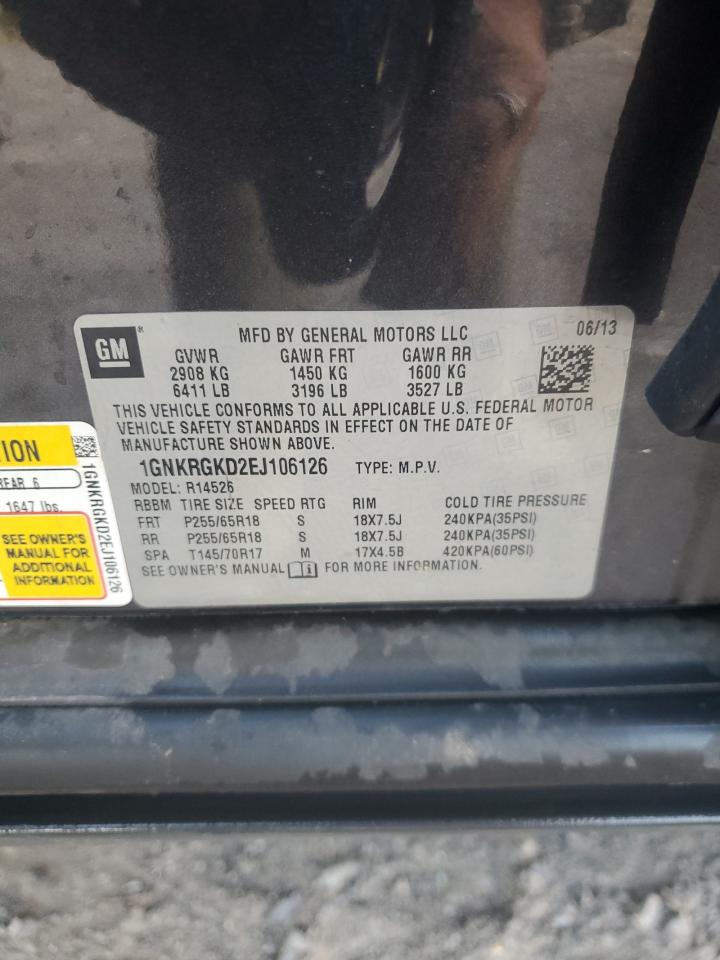 GM ®
MFD BY GENERAL MOTORS LLC 06/13
GVWR GAWR FRT GAWR RR
2908 KG 1450 KG 1600 KG
6411 LB 3196 LB 3527 LB
THIS VEHICLE CONFORMS TO ALL APPLICABLE U.S. FEDERAL MOTOR
VEHICLE SAFETY STANDARDS IN EFFECT ON THE DATE OF
MANUFACTURE SHOWN ABOVE.
1GNKRGKD2EJ106126 TYPE: M.P.V.
MODEL: R14526
RBBM TIRE SIZE SPEED RTG RIM COLD TIRE PRESSURE
FRT P255/65R18 S 18X7.5J 240KPA(35PSI)
RR P255/65R18 S 18X7.5J 240KPA(35PSI)
SPA T145/70R17 M 17X4.5B 420KPA(60PSI)
SEE OWNER'S MANUAL FOR MORE INFORMATION.
ION
REAR 6
1647 lbs.
SEE OWNER'S
MANUAL FOR
ADDITIONAL
INFORMATION
1GNKRGKD2EJ106126